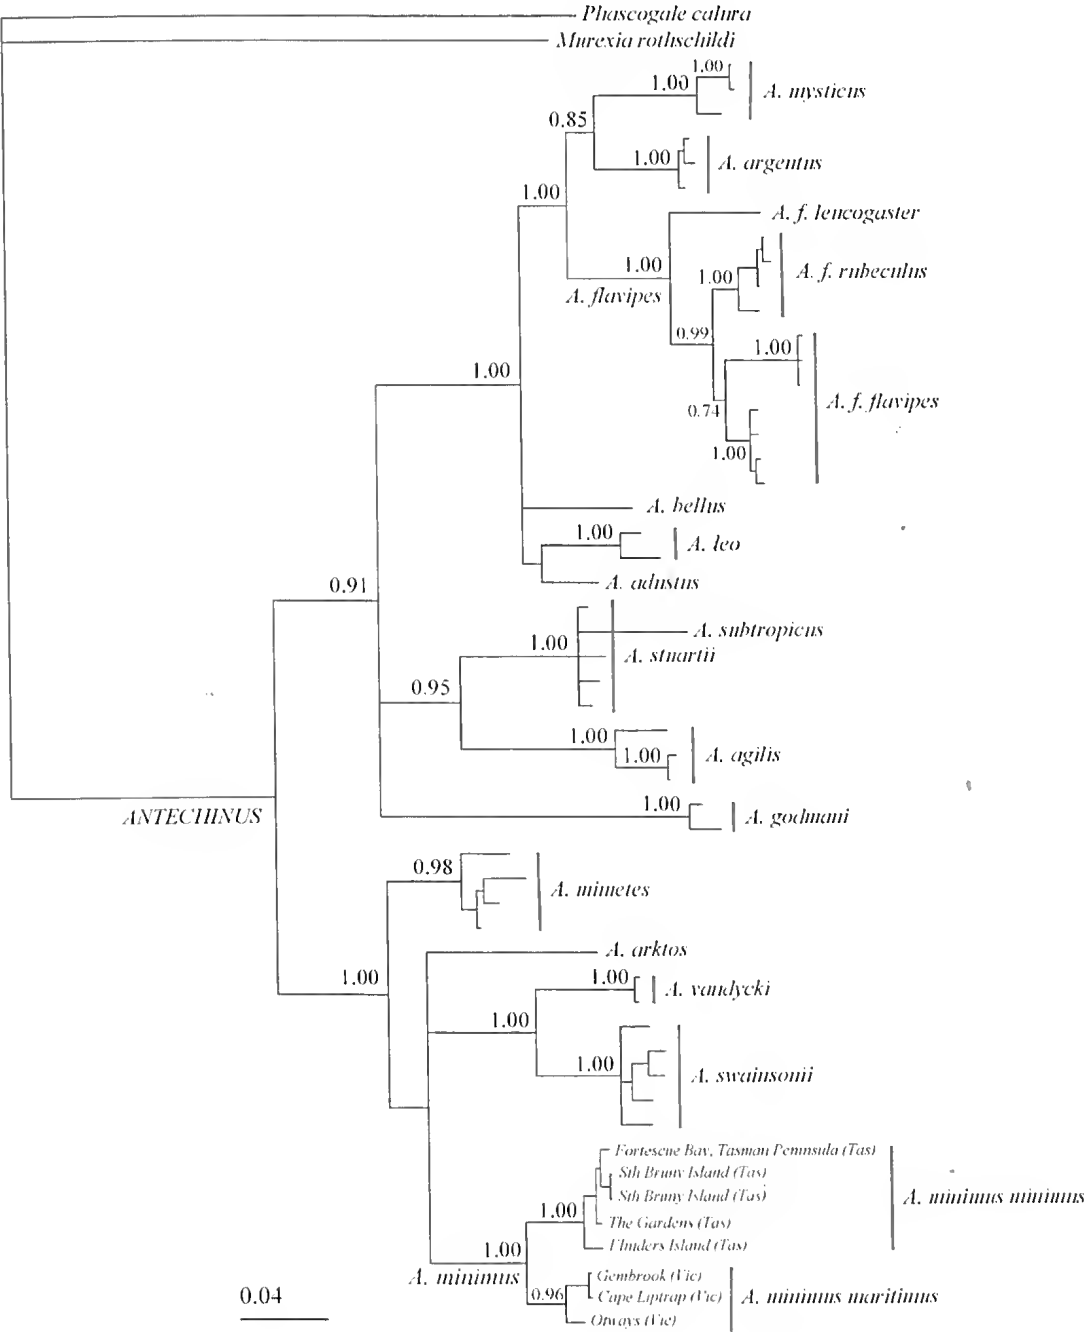 Phascogale calura
Murexia rothschildi
1.00
1.00
A. mysticus
0.85
1.00
A. argentus
1.00
A. f. leucogaster
1.00
A. flavipes
1.00
A. f. rubeculus
0.99
1.00
A. f. flavipes
0.74
1.00
1.00
A. bellus
1.00
A. leo
A. adustus
0.91
A. subtropicus
1.00
A. stuartii
0.95
1.00
1.00
A. agilis
1.00
A. godmani
ANTECHINUS
0.98
A. mimetes
A. arktos
1.00
1.00
A. vandycki
1.00
1.00
A. swainsonii
Fortescue Bay, Tasman Peninsula (Tas)
Sth Bruny Island (Tas)
Sth Bruny Island (Tas)
A. minimus minimus
1.00
The Gardens (Tas)
Flinders Island (Tas)
1.00
A. minimus
Gembrook (Vic)
0.96
Cape Liptrap (Vic)
A. minimus maritimus
Otways (Vic)
0.04